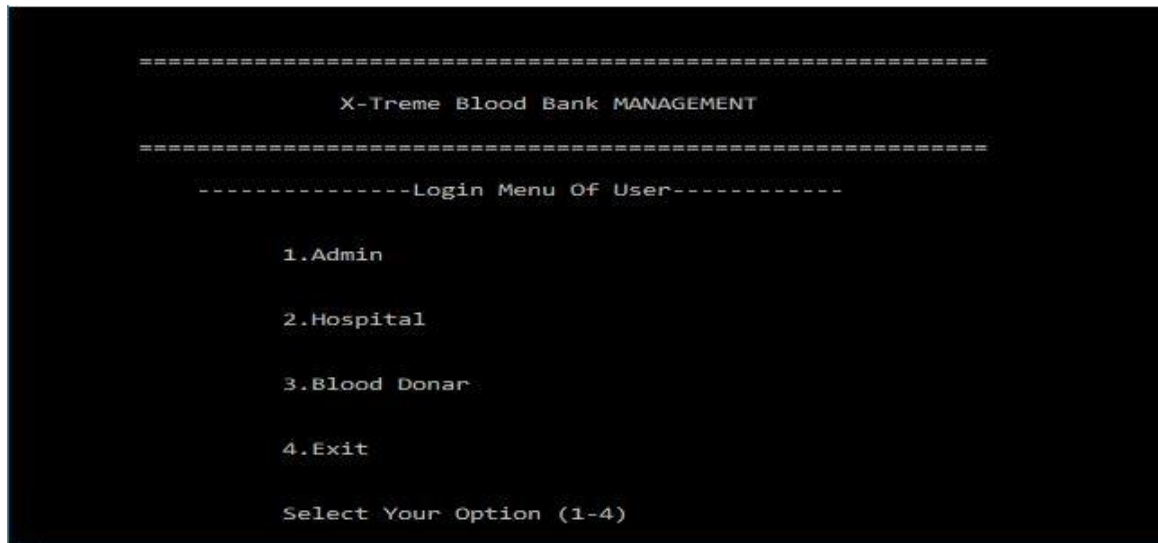 ===========================================================
X-Treme Blood Bank MANAGEMENT
===========================================================
---------------Login Menu Of User------------
1.Admin
2.Hospital
3.Blood Donar
4.Exit
Select Your Option (1-4)